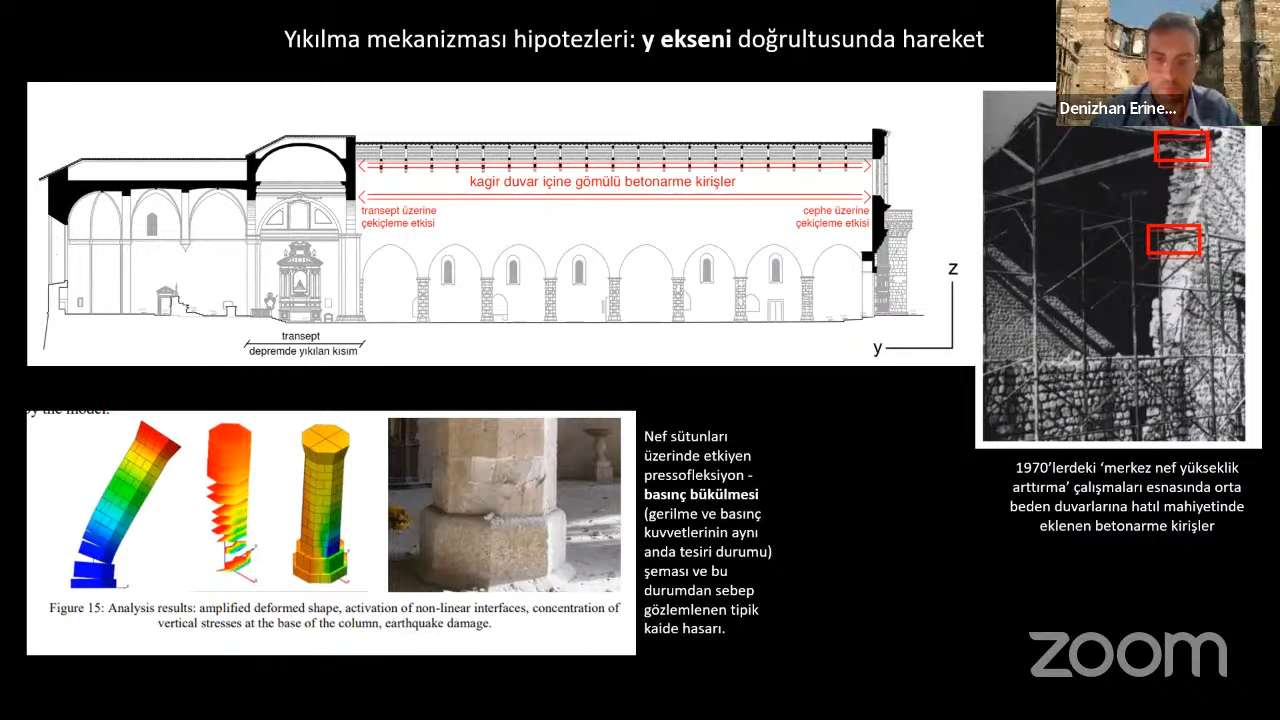 Yıkılma mekanizması hipotezleri: y ekseni doğrultusunda hareket
Denizhan Erine...
kagir duvar içine gömülü betonarme kirişler
transept üzerine
çekiçleme etkisi
cephe üzerine
çekiçleme etkisi
z
y
transept
depremde yıkılan kısım
by the model.
Figure 15: Analysis results: amplified deformed shape, activation of non-linear interfaces, concentration of
vertical stresses at the base of the column, earthquake damage.
Nef sütunları
üzerinde etkiyen
pressofleksiyon -
basınç bükülmesi
(gerilme ve basınç
kuvvetlerinin aynı
anda tesiri durumu)
şeması ve bu
durumdan sebep
gözlemlenen tipik
kaide hasarı.
1970’lerdeki ‘merkez nef yükseklik
arttırma’ çalışmaları esnasında orta
beden duvarlarına hatıl mahiyetinde
eklenen betonarme kirişler
zoom